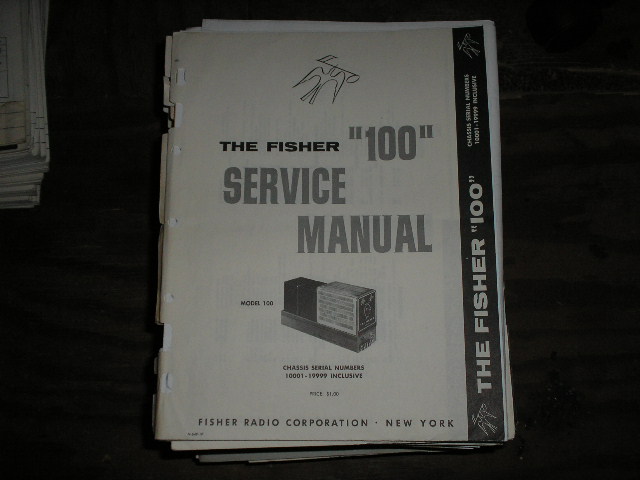 THE FISHER "100"
SERVICE
MANUAL
MODEL 100
CHASSIS SERIAL NUMBERS
10001-19999 INCLUSIVE
PRICE: $1.00
FISHER RADIO CORPORATION · NEW YORK
CHASSIS SERIAL NUMBERS
10001-19999 INCLUSIVE
THE FISHER "100"